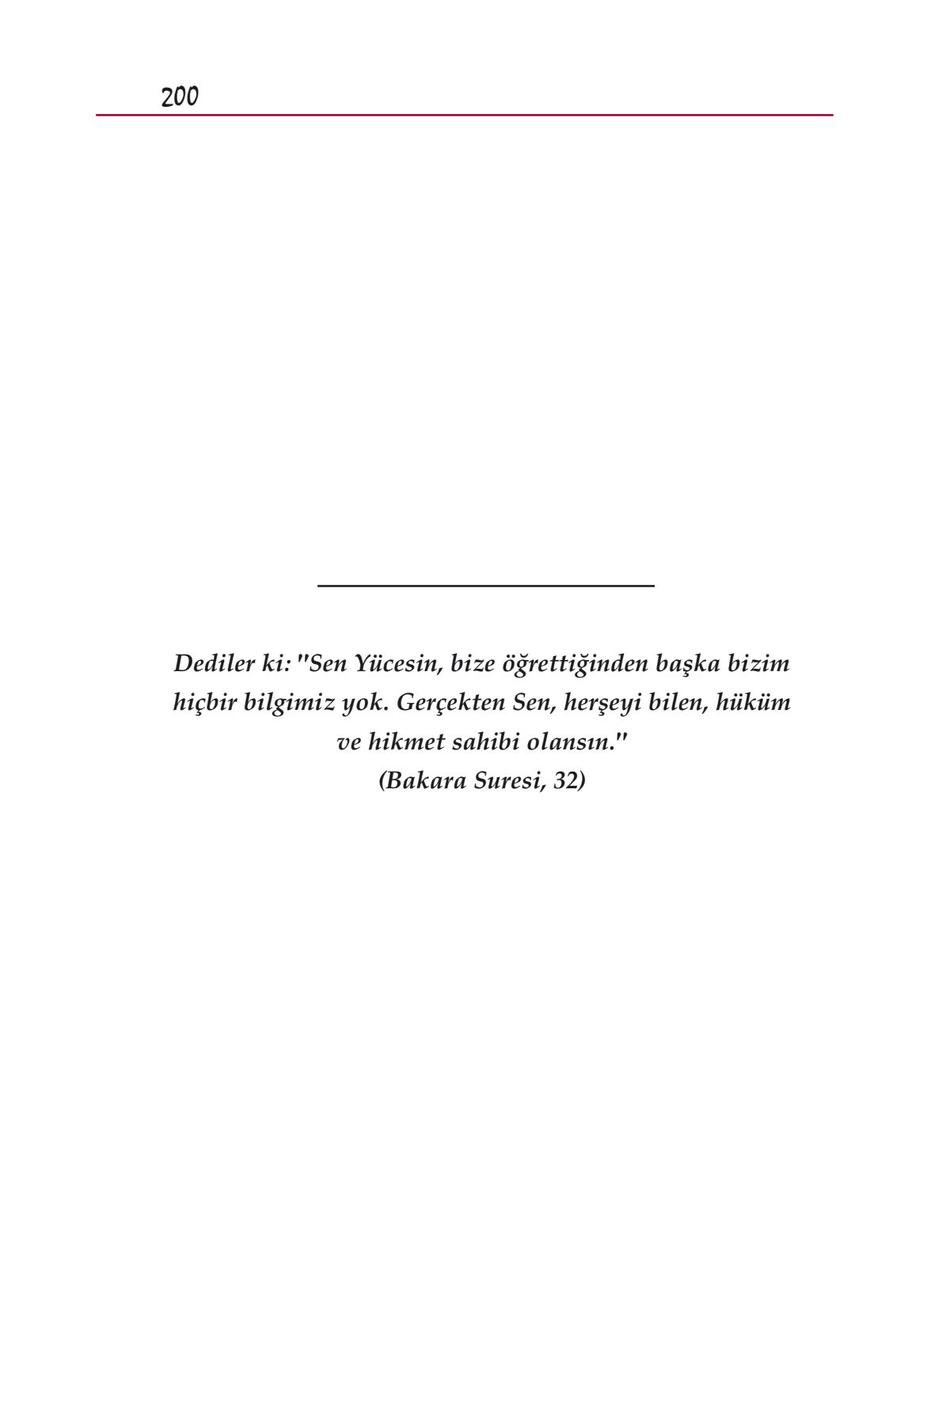 200
Dediler ki: "Sen Yücesin, bize öğrettiğinden başka bizim
hiçbir bilgimiz yok. Gerçekten Sen, herşeyi bilen, hüküm
ve hikmet sahibi olansın."
(Bakara Suresi, 32)